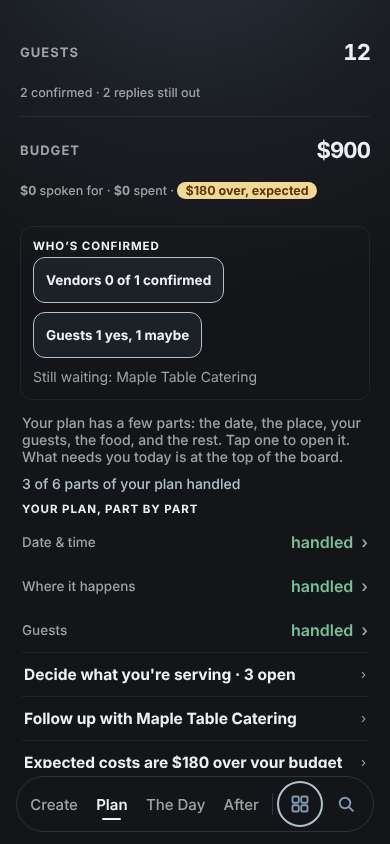 GUESTS 12
2 confirmed · 2 replies still out
BUDGET $900
$0 spoken for · $0 spent · $180 over, expected
WHO'S CONFIRMED
Vendors 0 of 1 confirmed
Guests 1 yes, 1 maybe
Still waiting: Maple Table Catering
Your plan has a few parts: the date, the place, your
guests, the food, and the rest. Tap one to open it.
What needs you today is at the top of the board.
3 of 6 parts of your plan handled
YOUR PLAN, PART BY PART
Date & time handled ›
Where it happens handled ›
Guests handled ›
Decide what you're serving · 3 open ›
Follow up with Maple Table Catering ›
Expected costs are $180 over your budget ›
Create Plan The Day After